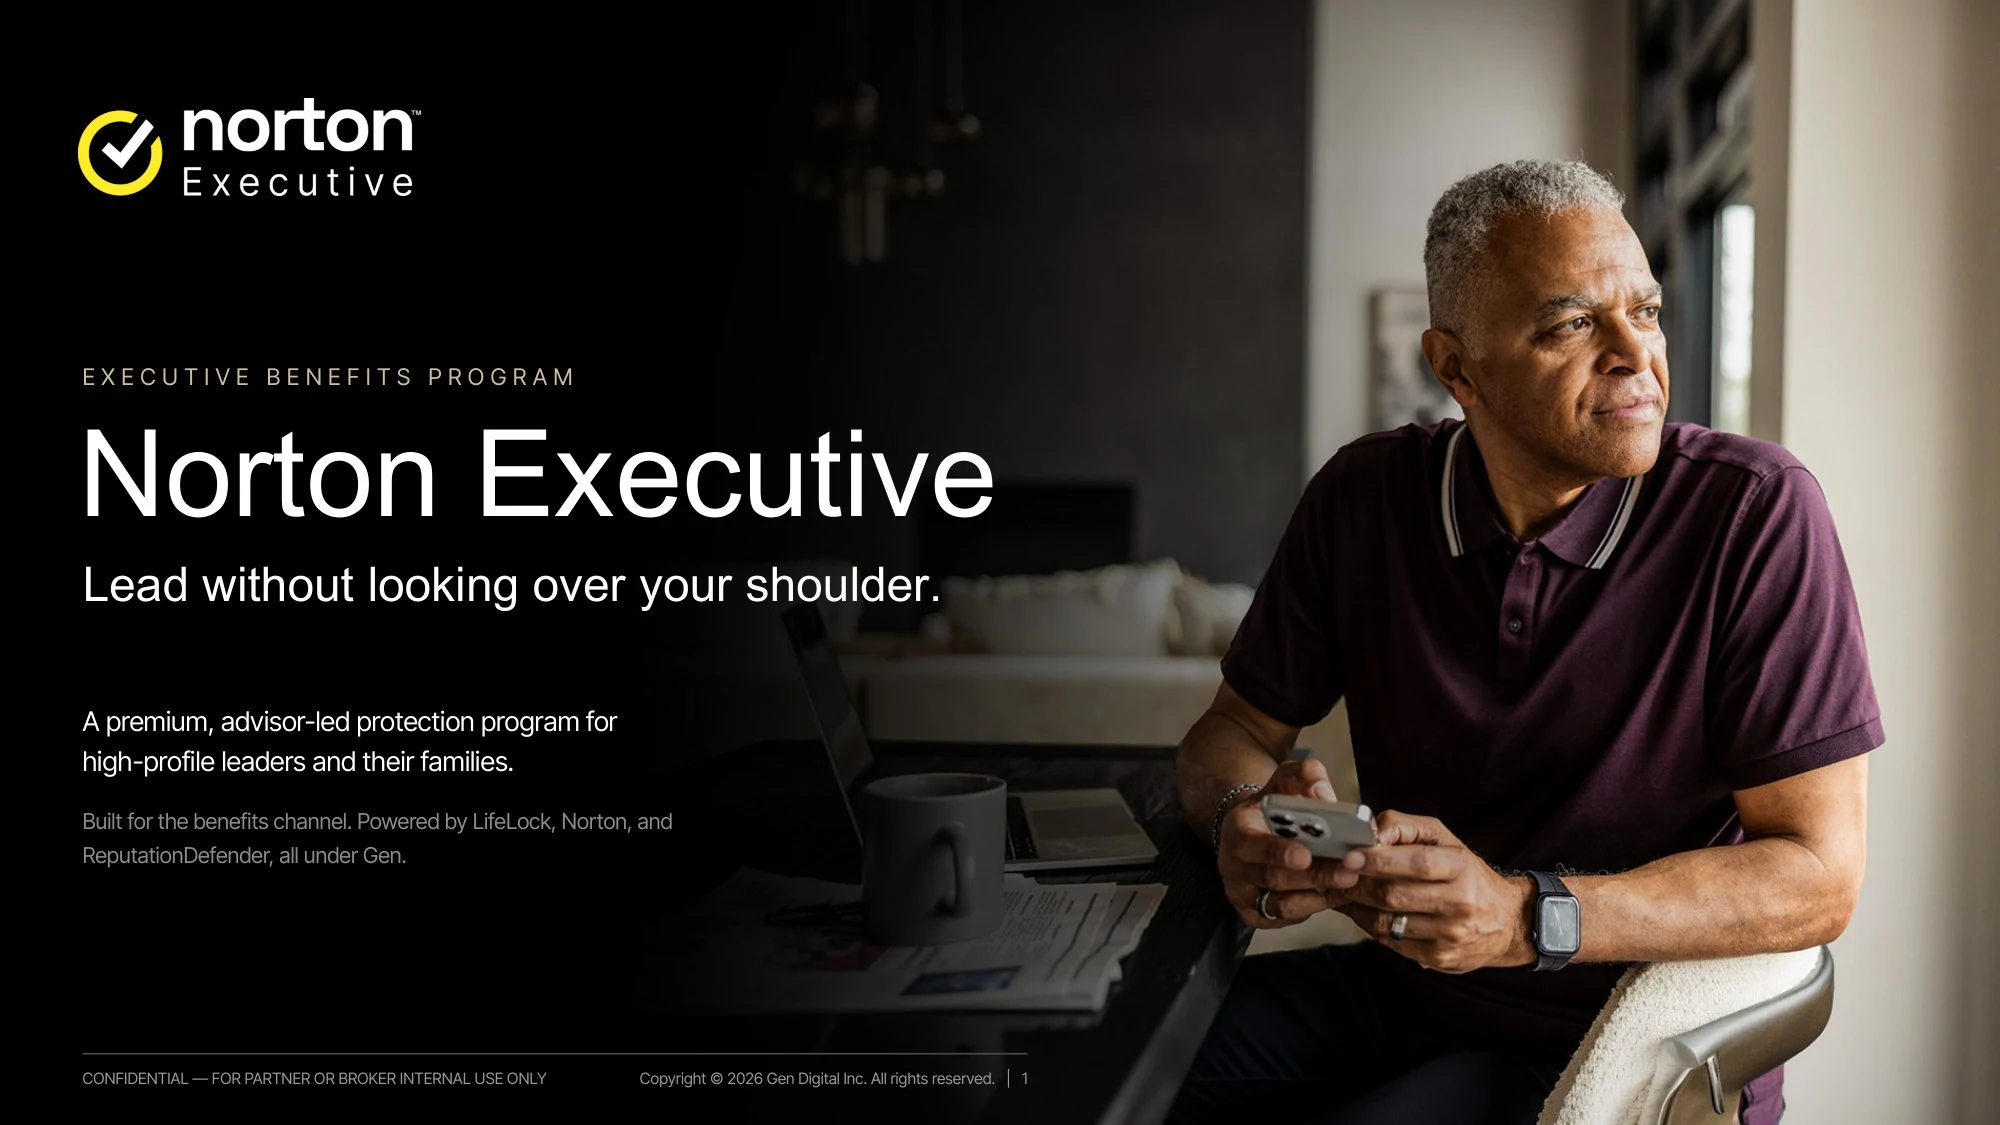 norton™
Executive
EXECUTIVE BENEFITS PROGRAM
Norton Executive
Lead without looking over your shoulder.
A premium, advisor-led protection program for
high-profile leaders and their families.
Built for the benefits channel. Powered by LifeLock, Norton, and
ReputationDefender, all under Gen.
CONFIDENTIAL — FOR PARTNER OR BROKER INTERNAL USE ONLY
Copyright © 2026 Gen Digital Inc. All rights reserved. | 1